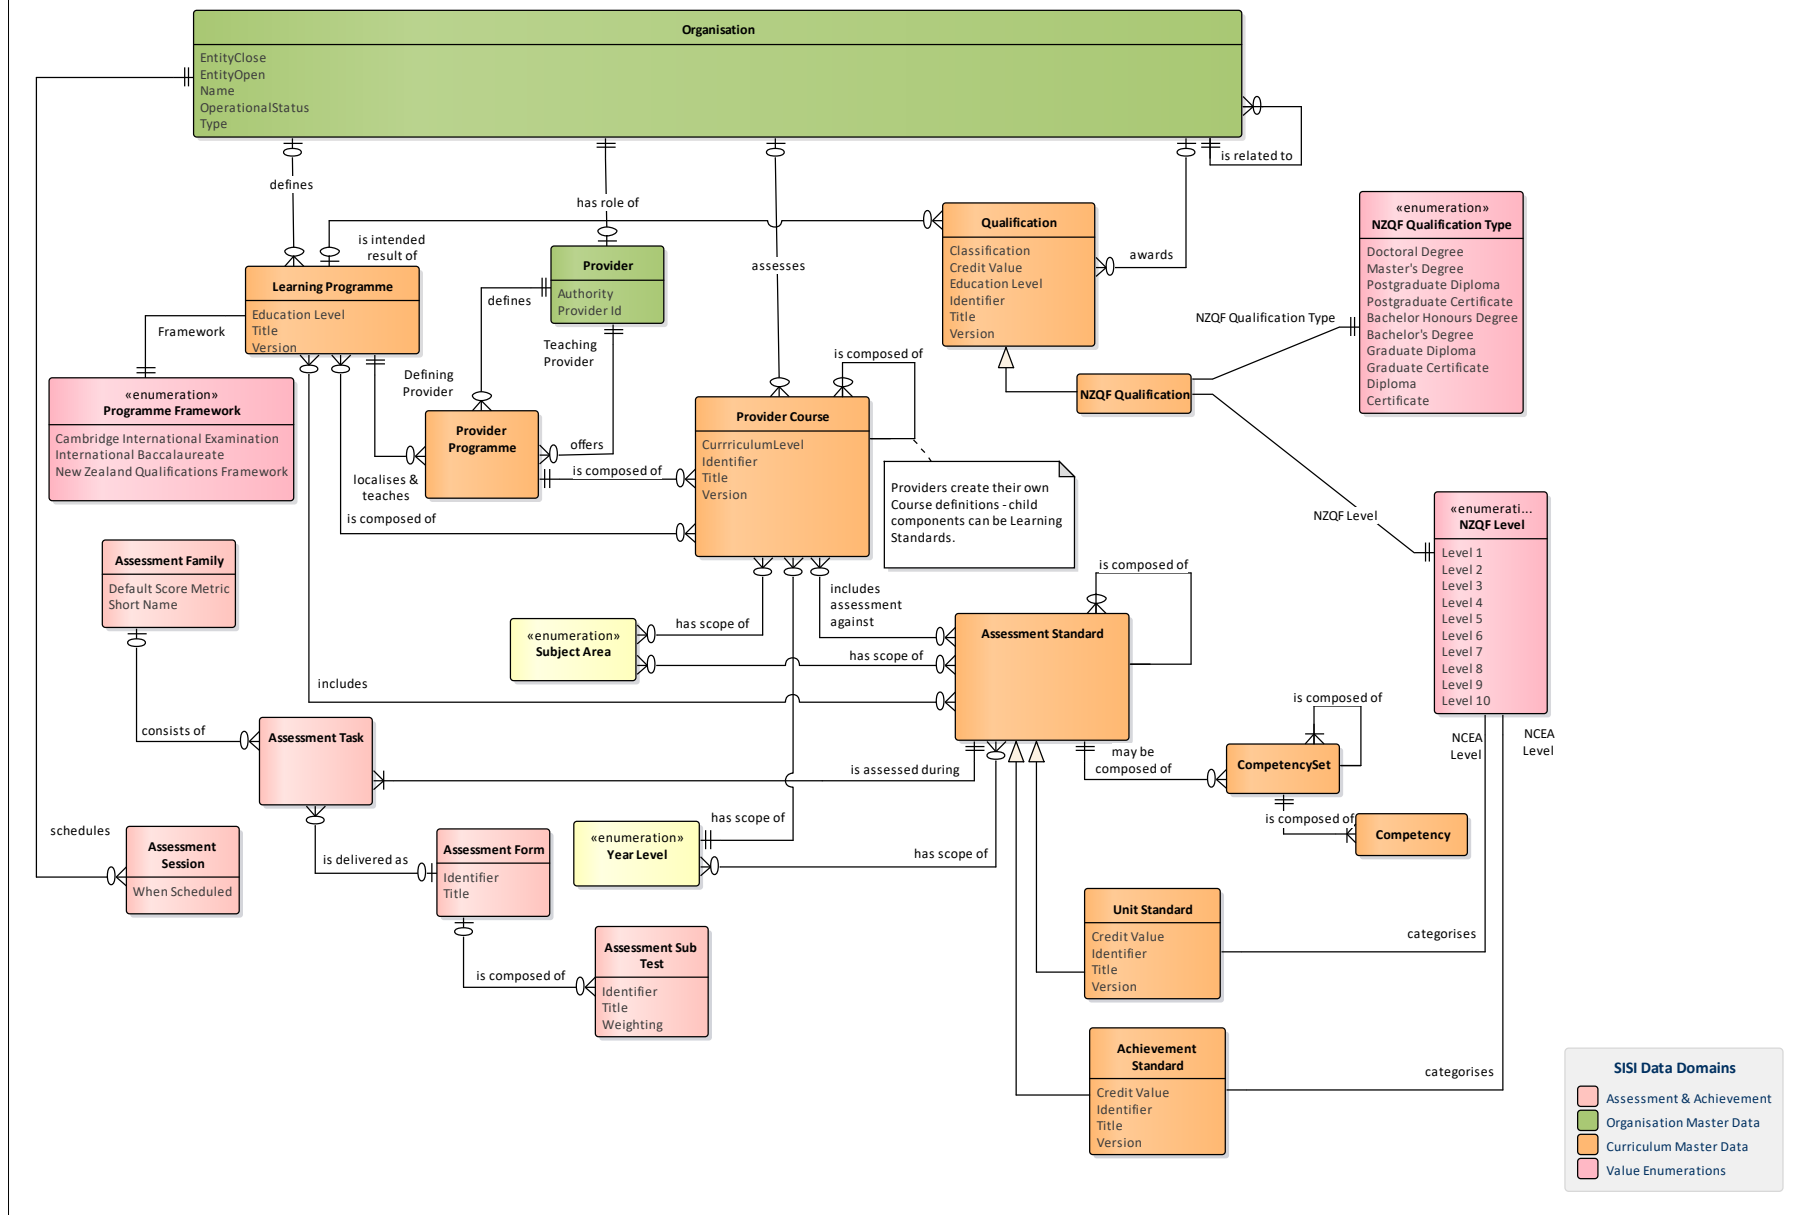 Organisation
EntityClose
EntityOpen
Name
OperationalStatus
Type
is related to
defines
has role of
is intended
result of
assesses
awards
Learning Programme
Education Level
Title
Version
Framework
Provider
Authority
Provider Id
defines
Teaching
Provider
Defining
Provider
Qualification
Classification
Credit Value
Education Level
Identifier
Title
Version
«enumeration»
NZQF Qualification Type
Doctoral Degree
Master's Degree
Postgraduate Diploma
Postgraduate Certificate
Bachelor Honours Degree
Bachelor's Degree
Graduate Diploma
Graduate Certificate
Diploma
Certificate
NZQF Qualification Type
NZQF Qualification
NZQF Level
«enumeration»
Programme Framework
Cambridge International Examination
International Baccalaureate
New Zealand Qualifications Framework
Provider
Programme
offers
is composed of
localises &
teaches
is composed of
is composed of
Provider Course
CurrriculumLevel
Identifier
Title
Version
Providers create their own
Course definitions - child
components can be Learning
Standards.
«enumerati...
NZQF Level
Level 1
Level 2
Level 3
Level 4
Level 5
Level 6
Level 7
Level 8
Level 9
Level 10
Assessment Family
Default Score Metric
Short Name
includes
assessment
against
is composed of
«enumeration»
Subject Area
has scope of
has scope of
Assessment Standard
includes
consists of
Assessment Task
is assessed during
may be
composed of
is composed of
CompetencySet
is composed of
Competency
NCEA
Level
NCEA
Level
schedules
Assessment
Session
When Scheduled
is delivered as
Assessment Form
Identifier
Title
«enumeration»
Year Level
has scope of
has scope of
is composed of
Assessment Sub
Test
Identifier
Title
Weighting
Unit Standard
Credit Value
Identifier
Title
Version
categorises
Achievement
Standard
Credit Value
Identifier
Title
Version
categorises
SISI Data Domains
Assessment & Achievement
Organisation Master Data
Curriculum Master Data
Value Enumerations